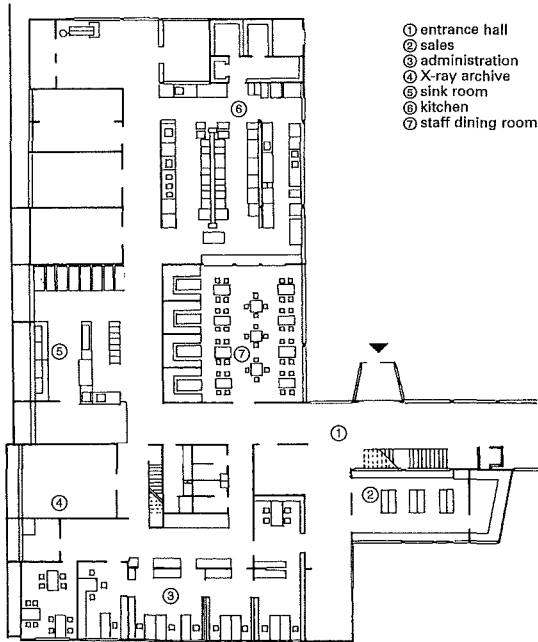 ① entrance hall
② sales
③ administration
④ X-ray archive
⑤ sink room
⑥ kitchen
⑦ staff dining room
⑥
⑦
⑤
①
②
④
③